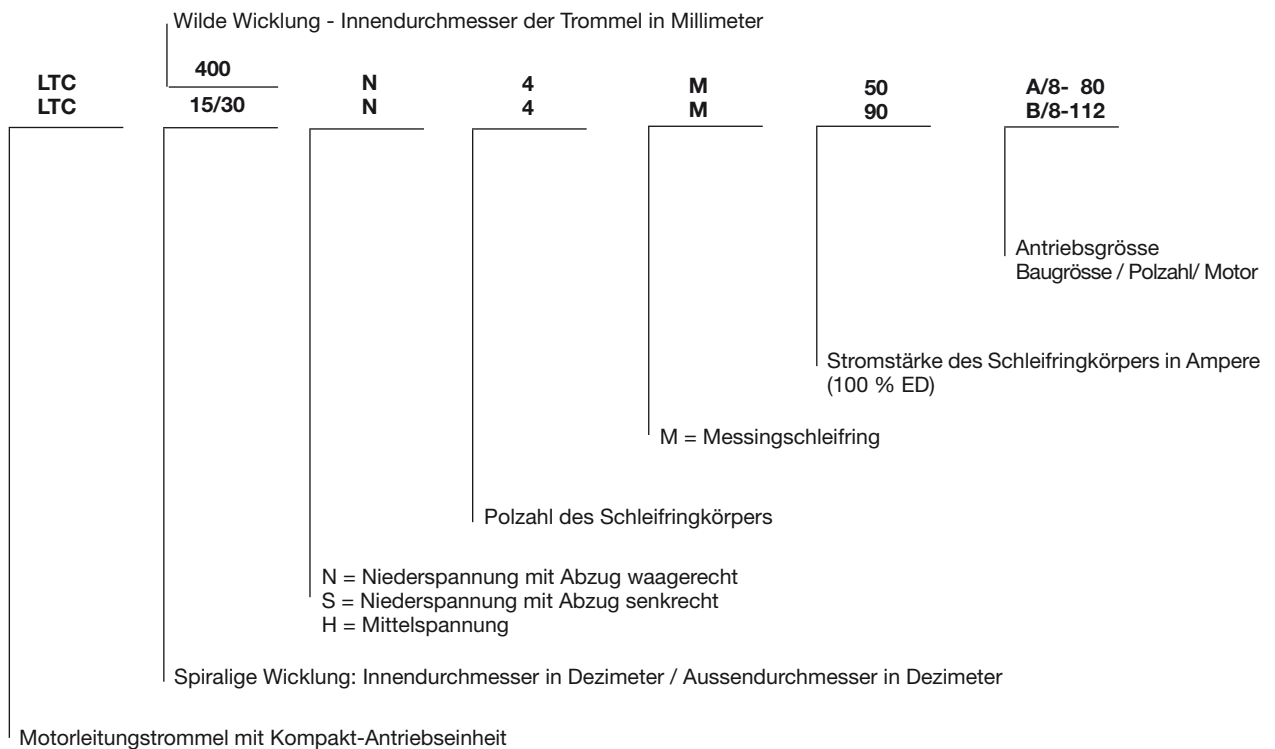 Wilde Wicklung - Innendurchmesser der Trommel in Millimeter
LTC 400 N 4 M 50 A/8- 80
LTC 15/30 N 4 M 90 B/8-112
Antriebsgrösse
Baugrösse / Polzahl/ Motor
Stromstärke des Schleifringkörpers in Ampere
(100 % ED)
M = Messingschleifring
Polzahl des Schleifringkörpers
N = Niederspannung mit Abzug waagerecht
S = Niederspannung mit Abzug senkrecht
H = Mittelspannung
Spiralige Wicklung: Innendurchmesser in Dezimeter / Aussendurchmesser in Dezimeter
Motorleitungstrommel mit Kompakt-Antriebseinheit